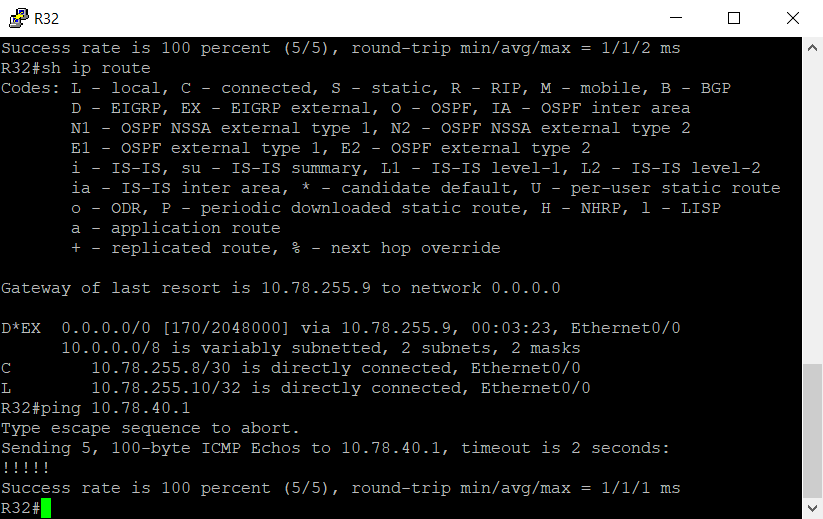 R32
Success rate is 100 percent (5/5), round-trip min/avg/max = 1/1/2 ms
R32#sh ip route
Codes: L - local, C - connected, S - static, R - RIP, M - mobile, B - BGP
       D - EIGRP, EX - EIGRP external, O - OSPF, IA - OSPF inter area
       N1 - OSPF NSSA external type 1, N2 - OSPF NSSA external type 2
       E1 - OSPF external type 1, E2 - OSPF external type 2
       i - IS-IS, su - IS-IS summary, L1 - IS-IS level-1, L2 - IS-IS level-2
       ia - IS-IS inter area, * - candidate default, U - per-user static route
       o - ODR, P - periodic downloaded static route, H - NHRP, l - LISP
       a - application route
       + - replicated route, % - next hop override
Gateway of last resort is 10.78.255.9 to network 0.0.0.0
D*EX  0.0.0.0/0 [170/2048000] via 10.78.255.9, 00:03:23, Ethernet0/0
      10.0.0.0/8 is variably subnetted, 2 subnets, 2 masks
C        10.78.255.8/30 is directly connected, Ethernet0/0
L        10.78.255.10/32 is directly connected, Ethernet0/0
R32#ping 10.78.40.1
Type escape sequence to abort.
Sending 5, 100-byte ICMP Echos to 10.78.40.1, timeout is 2 seconds:
!!!!!
Success rate is 100 percent (5/5), round-trip min/avg/max = 1/1/1 ms
R32#